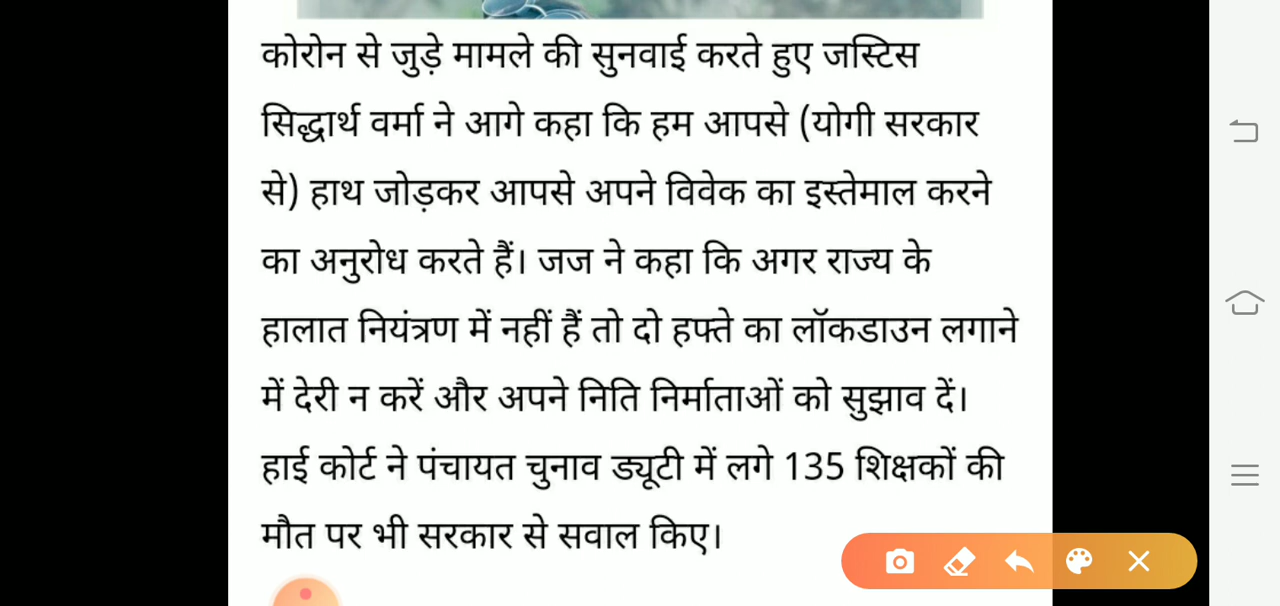 कोरोन से जुड़े मामले की सुनवाई करते हुए जस्टिस
सिद्धार्थ वर्मा ने आगे कहा कि हम आपसे (योगी सरकार
से) हाथ जोड़कर आपसे अपने विवेक का इस्तेमाल करने
का अनुरोध करते हैं। जज ने कहा कि अगर राज्य के
हालात नियंत्रण में नहीं हैं तो दो हफ्ते का लॉकडाउन लगाने
में देरी न करें और अपने निति निर्माताओं को सुझाव दें।
हाई कोर्ट ने पंचायत चुनाव ड्यूटी में लगे 135 शिक्षकों की
मौत पर भी सरकार से सवाल किए।